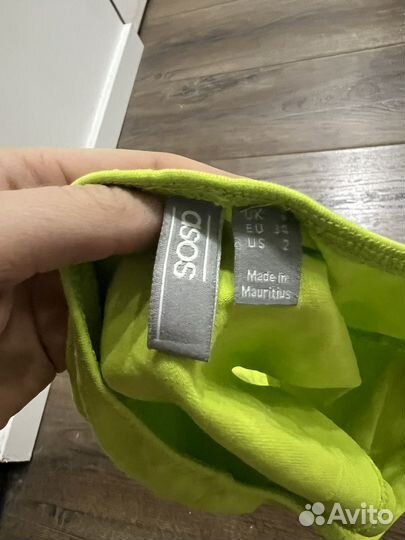 asos
UK
EU 34
US 2
Made in
Mauritius
Avito